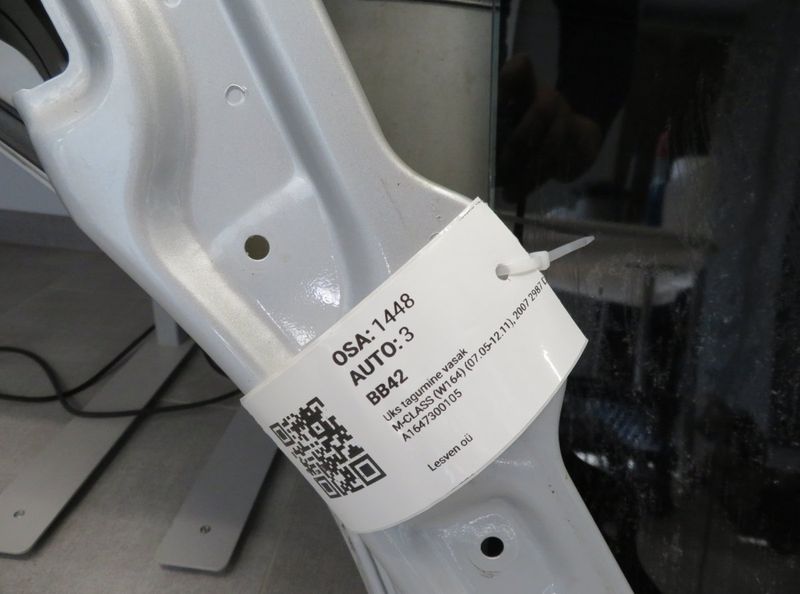 OSA: 1448
AUTO: 3
BB42
Uks tagumine vasak
M-CLASS (W164) (07.05-12.11), 2007 2987
A1647300105
Lesven oü